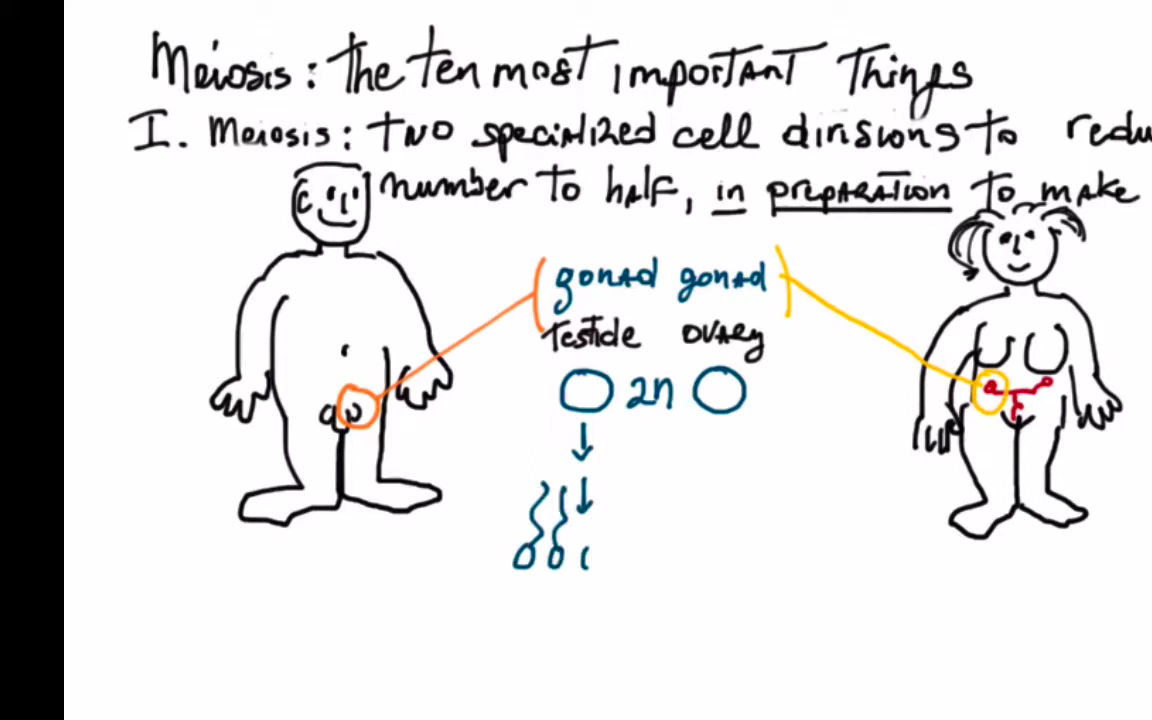 Meiosis: The ten most important Things
I. Meiosis: two specialized cell divisions to redu
number to half, in preparation to make
gonad gonad
testicle ovary
2n